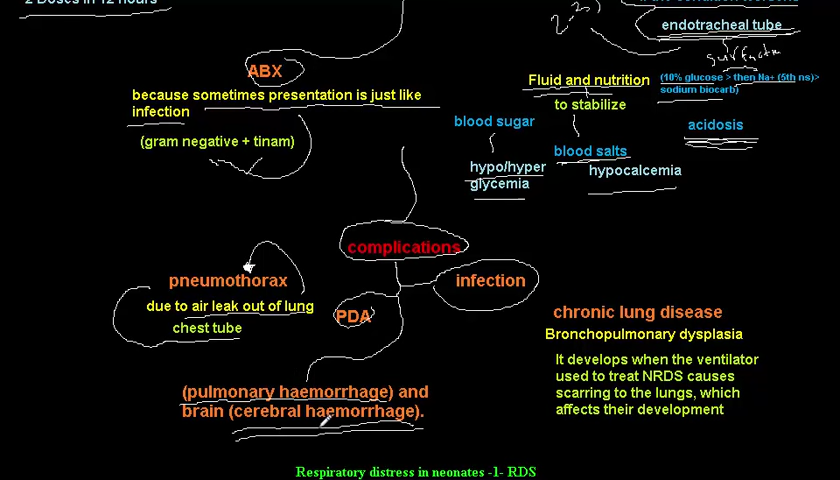 2 Doses in 12 hours
endotracheal tube
surfacta
ABX
because sometimes presentation is just like
infection
(gram negative + tinam)
Fluid and nutrition
to stabilize
(10% glucose > then Na+ (5th ns)>
sodium biocarb)
blood sugar
hypo/hyper
glycemia
blood salts
hypocalcemia
acidosis
complications
pneumothorax
due to air leak out of lung
chest tube
infection
PDA
(pulmonary haemorrhage) and
brain (cerebral haemorrhage).
chronic lung disease
Bronchopulmonary dysplasia
It develops when the ventilator
used to treat NRDS causes
scarring to the lungs, which
affects their development
Respiratory distress in neonates -1- RDS